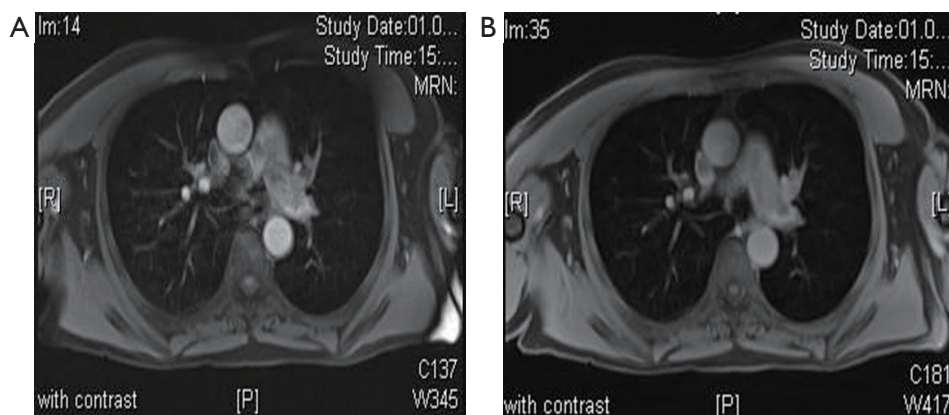 A
Im:14
Study Date:01.0...
Study Time:15:...
MRN:
[R]
[L]
C137
with contrast
[P]
W345
B
Im:35
Study Date:01.0...
Study Time:15:...
MRN:
[R]
[L
C181
with contrast
[P]
W417